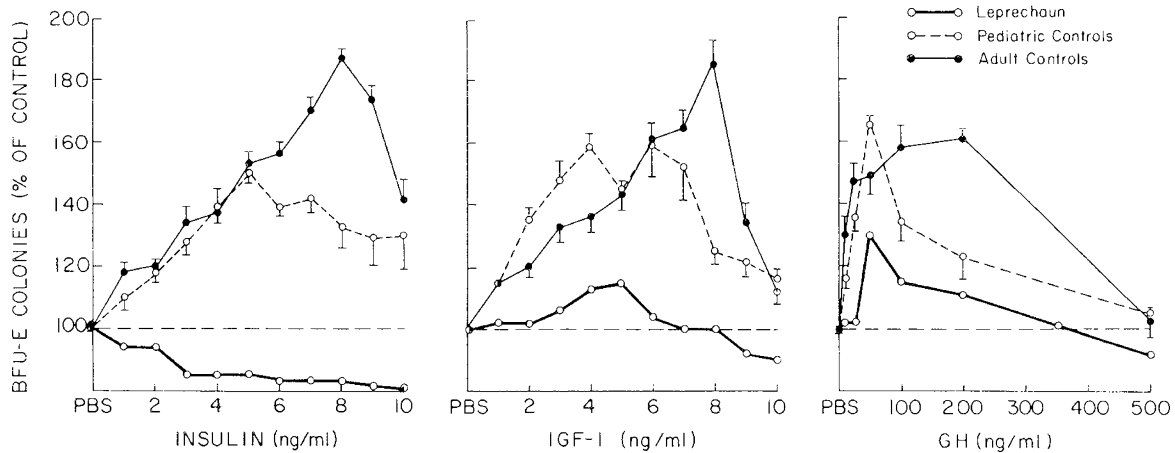 BFU-E COLONIES (% OF CONTROL)
200
180
160
140
120
100
PBS 2 4 6 8 10
INSULIN (ng/ml)
PBS 2 4 6 8 10
IGF-I (ng/ml)
Leprechaun
Pediatric Controls
Adult Controls
PBS 100 200 300 400 500
GH (ng/ml)